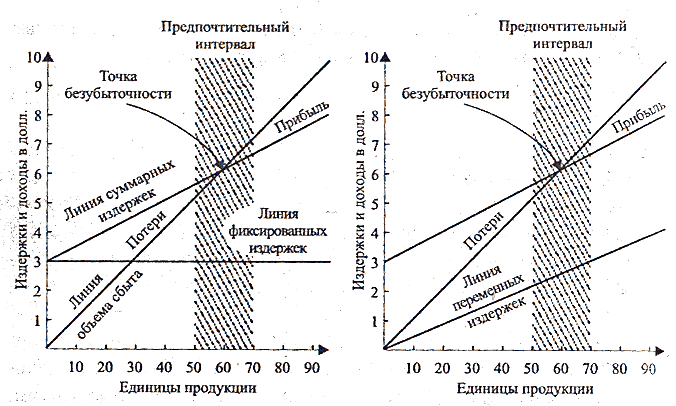 Предпочтительный
интервал
Издержки и доходы в долл.
10
9
8
7
6
5
4
3
2
1
Точка
безубыточности
Прибыль
Линия суммарных
издержек
Потери
Линия
фиксированных
издержек
Линия
объема сбыта
10 20 30 40 50 60 70 80 90
Единицы продукции
Предпочтительный
интервал
Издержки и доходы в долл.
10
9
8
7
6
5
4
3
2
1
Точка
безубыточности
Прибыль
Потери
Линия
переменных
издержек
10 20 30 40 50 60 70 80 90
Единицы продукции